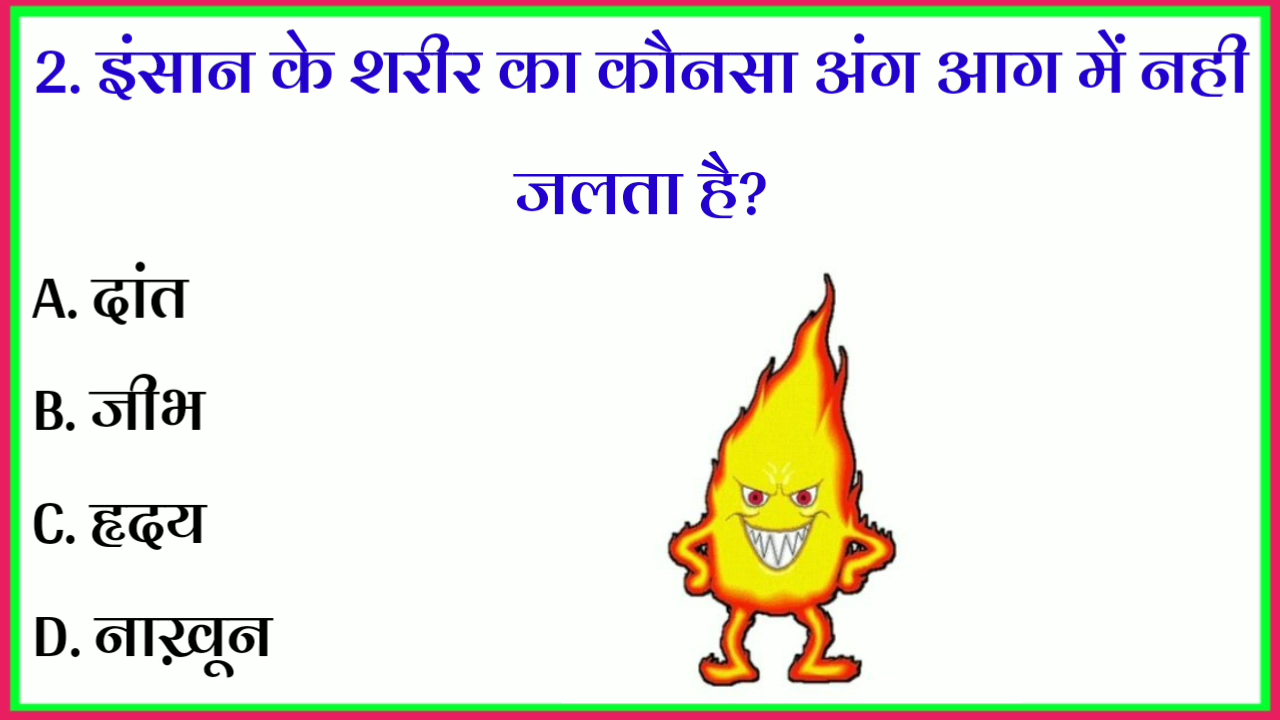 2. इंसान के शरीर का कौनसा अंग आग में नही
जलता है?
A. दांत
B. जीभ
C. हृदय
D. नाख़ून